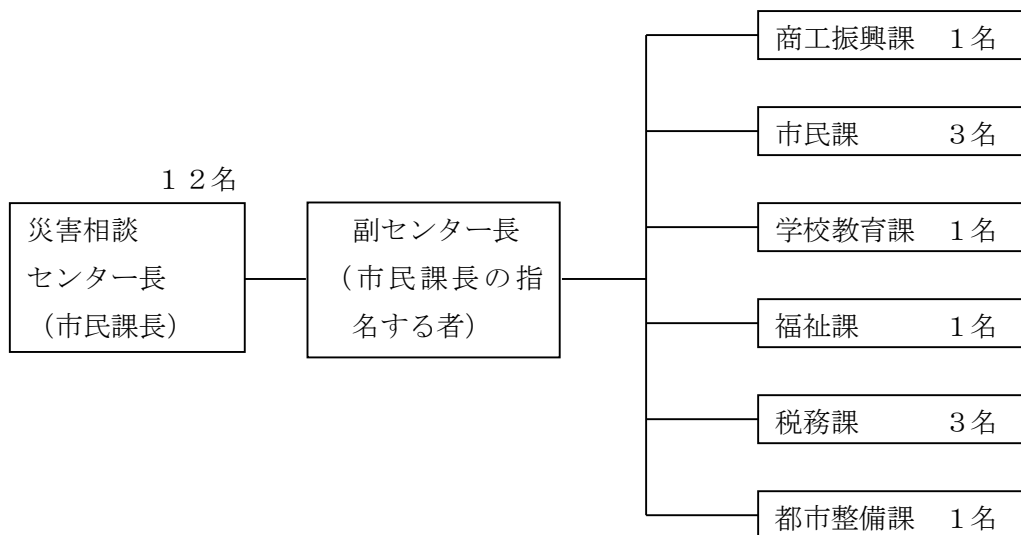 １２名
災害相談
センター長
（市民課長）
副センター長
（市民課長の指
名する者）
商工振興課　１名
市民課　　　３名
学校教育課　１名
福祉課　　　１名
税務課　　　３名
都市整備課　１名